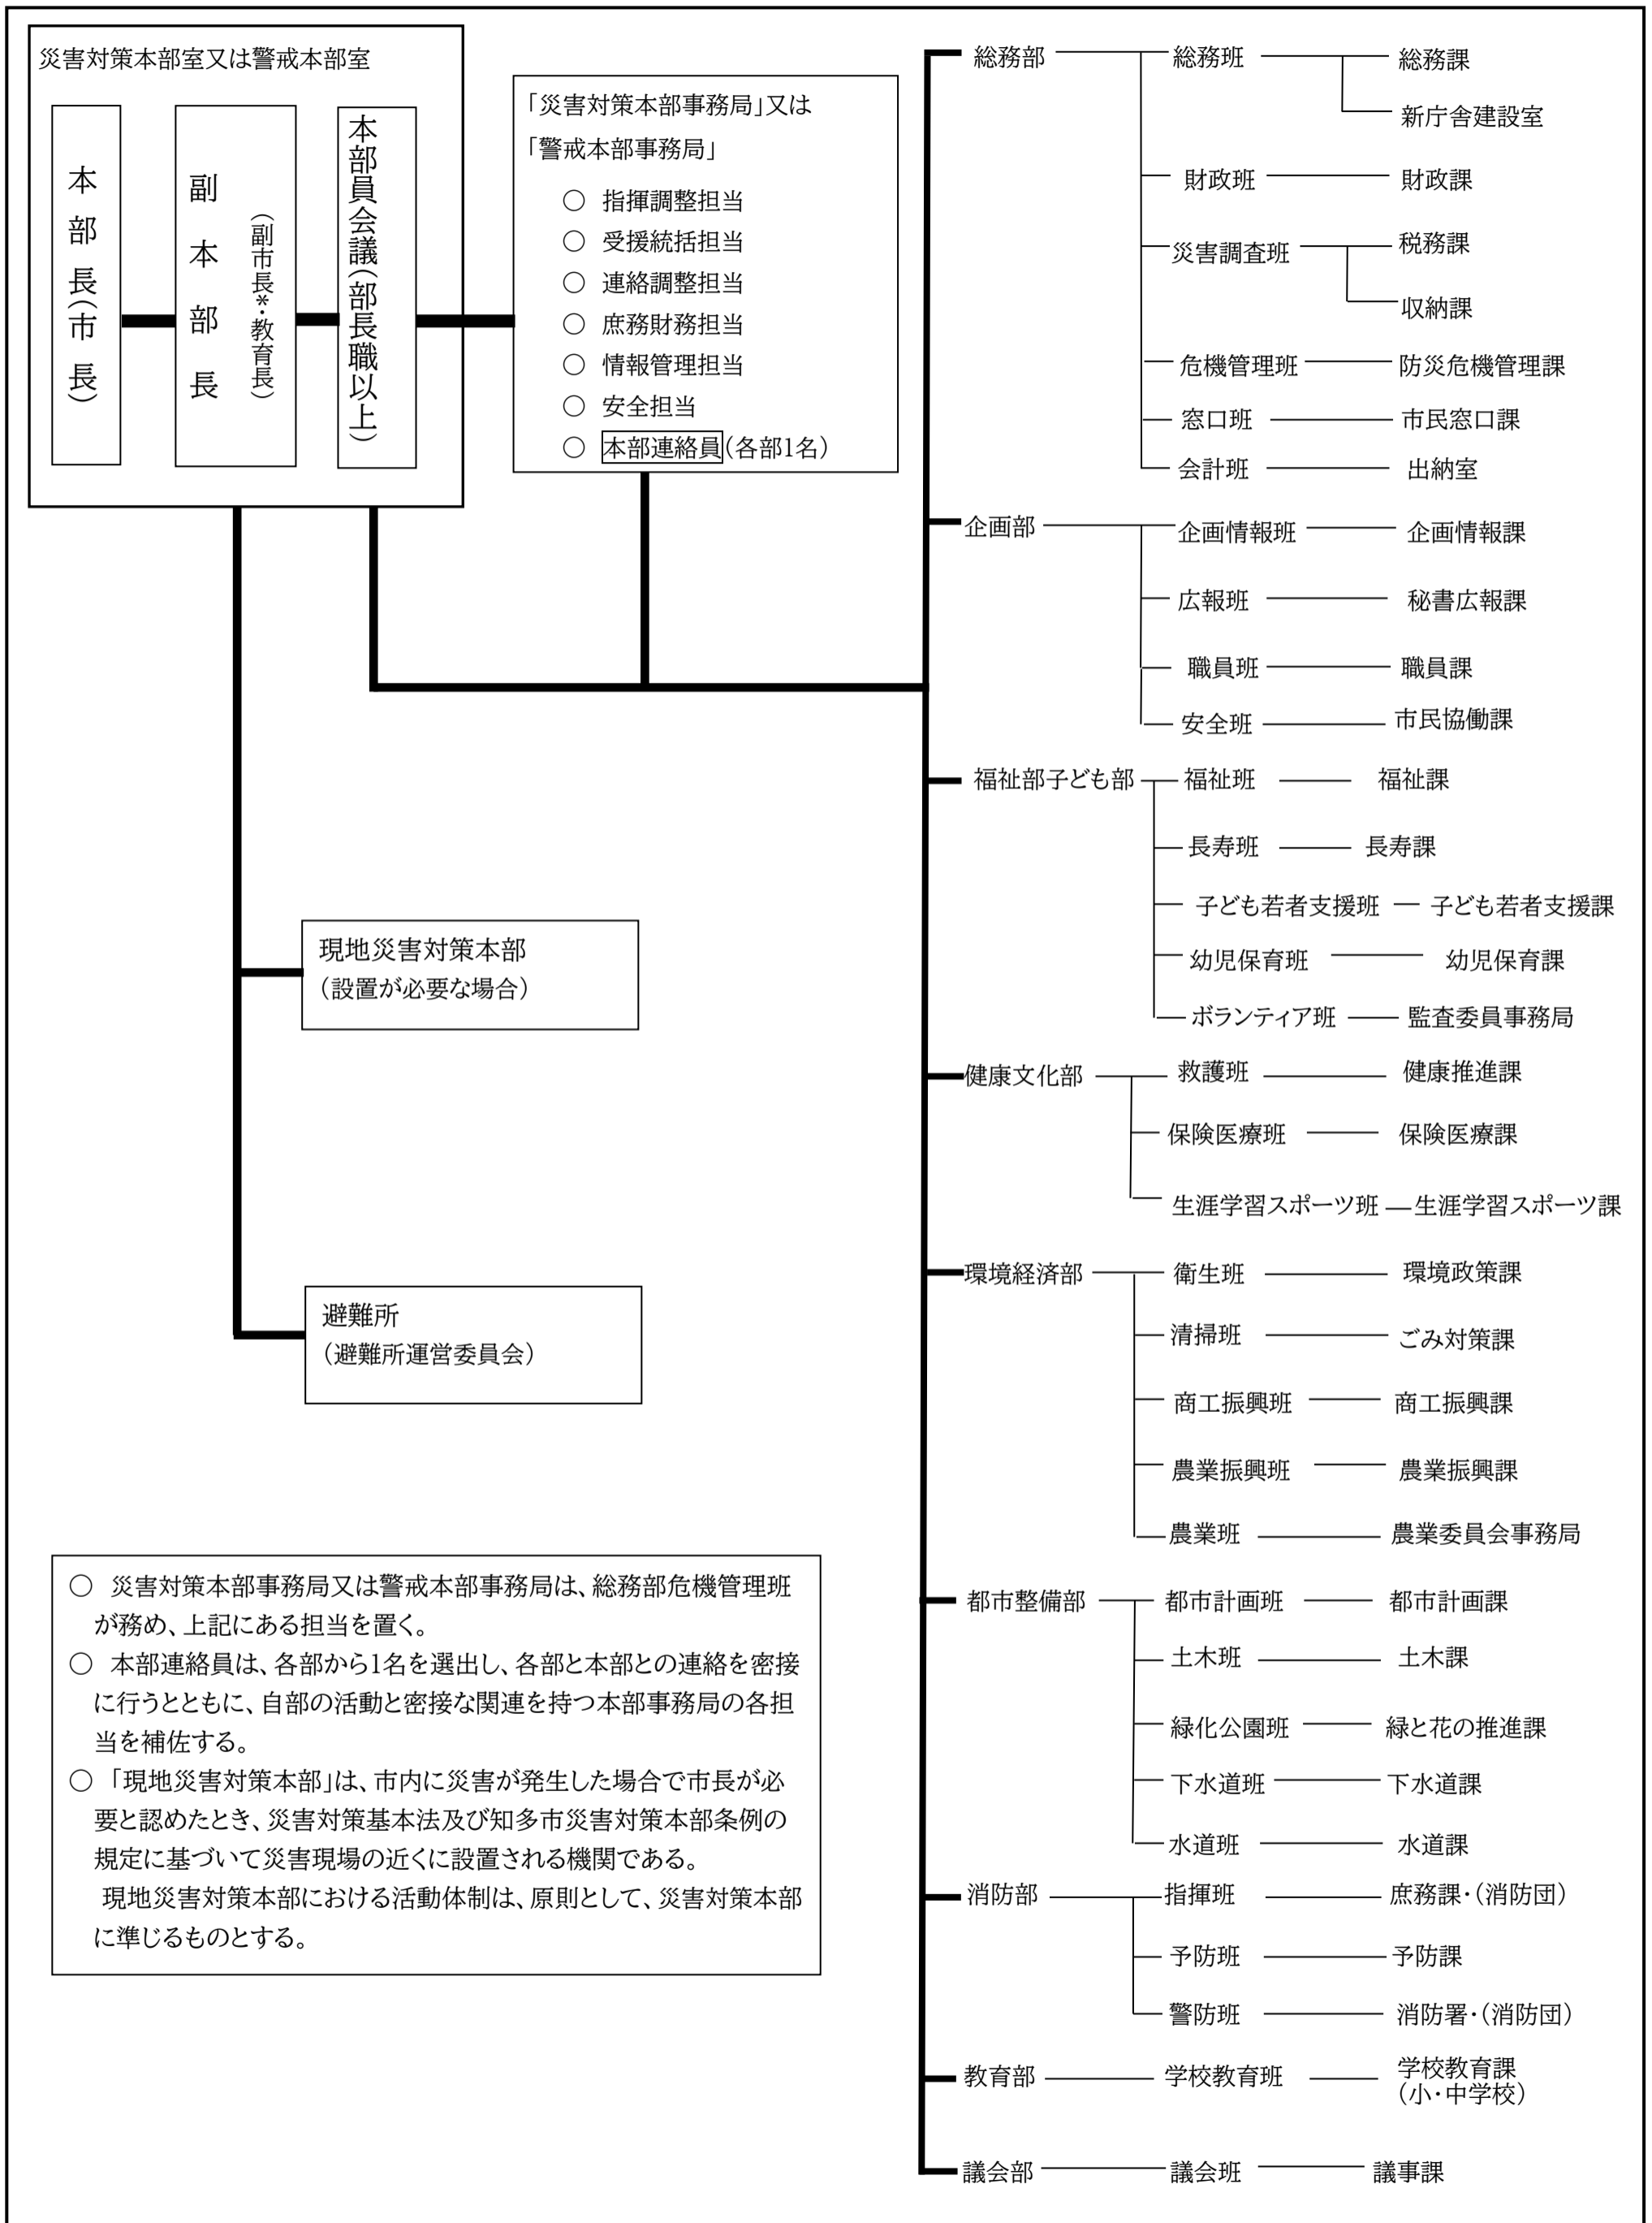 災害対策本部室又は警戒本部室
本部長(市長)
副本部長
(副市長*・教育長)
本部員会議(部長職以上)
「災害対策本部事務局」又は
「警戒本部事務局」
○ 指揮調整担当
○ 受援統括担当
○ 連絡調整担当
○ 庶務財務担当
○ 情報管理担当
○ 安全担当
○ 本部連絡員(各部1名)
現地災害対策本部
(設置が必要な場合)
避難所
(避難所運営委員会)
○ 災害対策本部事務局又は警戒本部事務局は、総務部危機管理班
が務め、上記にある担当を置く。
○ 本部連絡員は、各部から1名を選出し、各部と本部との連絡を密接
に行うとともに、自部の活動と密接な関連を持つ本部事務局の各担
当を補佐する。
○ 「現地災害対策本部」は、市内に災害が発生した場合で市長が必
要と認めたとき、災害対策基本法及び知多市災害対策本部条例の
規定に基づいて災害現場の近くに設置される機関である。
現地災害対策本部における活動体制は、原則として、災害対策本部
に準じるものとする。
総務部 総務班 総務課
新庁舎建設室
財政班 財政課
災害調査班 税務課
収納課
危機管理班 防災危機管理課
窓口班 市民窓口課
会計班 出納室
企画部 企画情報班 企画情報課
広報班 秘書広報課
職員班 職員課
安全班 市民協働課
福祉部子ども部 福祉班 福祉課
長寿班 長寿課
子ども若者支援班 子ども若者支援課
幼児保育班 幼児保育課
ボランティア班 監査委員事務局
健康文化部 救護班 健康推進課
保険医療班 保険医療課
生涯学習スポーツ班 生涯学習スポーツ課
環境経済部 衛生班 環境政策課
清掃班 ごみ対策課
商工振興班 商工振興課
農業振興班 農業振興課
農業班 農業委員会事務局
都市整備部 都市計画班 都市計画課
土木班 土木課
緑化公園班 緑と花の推進課
下水道班 下水道課
水道班 水道課
消防部 指揮班 庶務課・(消防団)
予防班 予防課
警防班 消防署・(消防団)
教育部 学校教育班 学校教育課
(小・中学校)
議会部 議会班 議事課